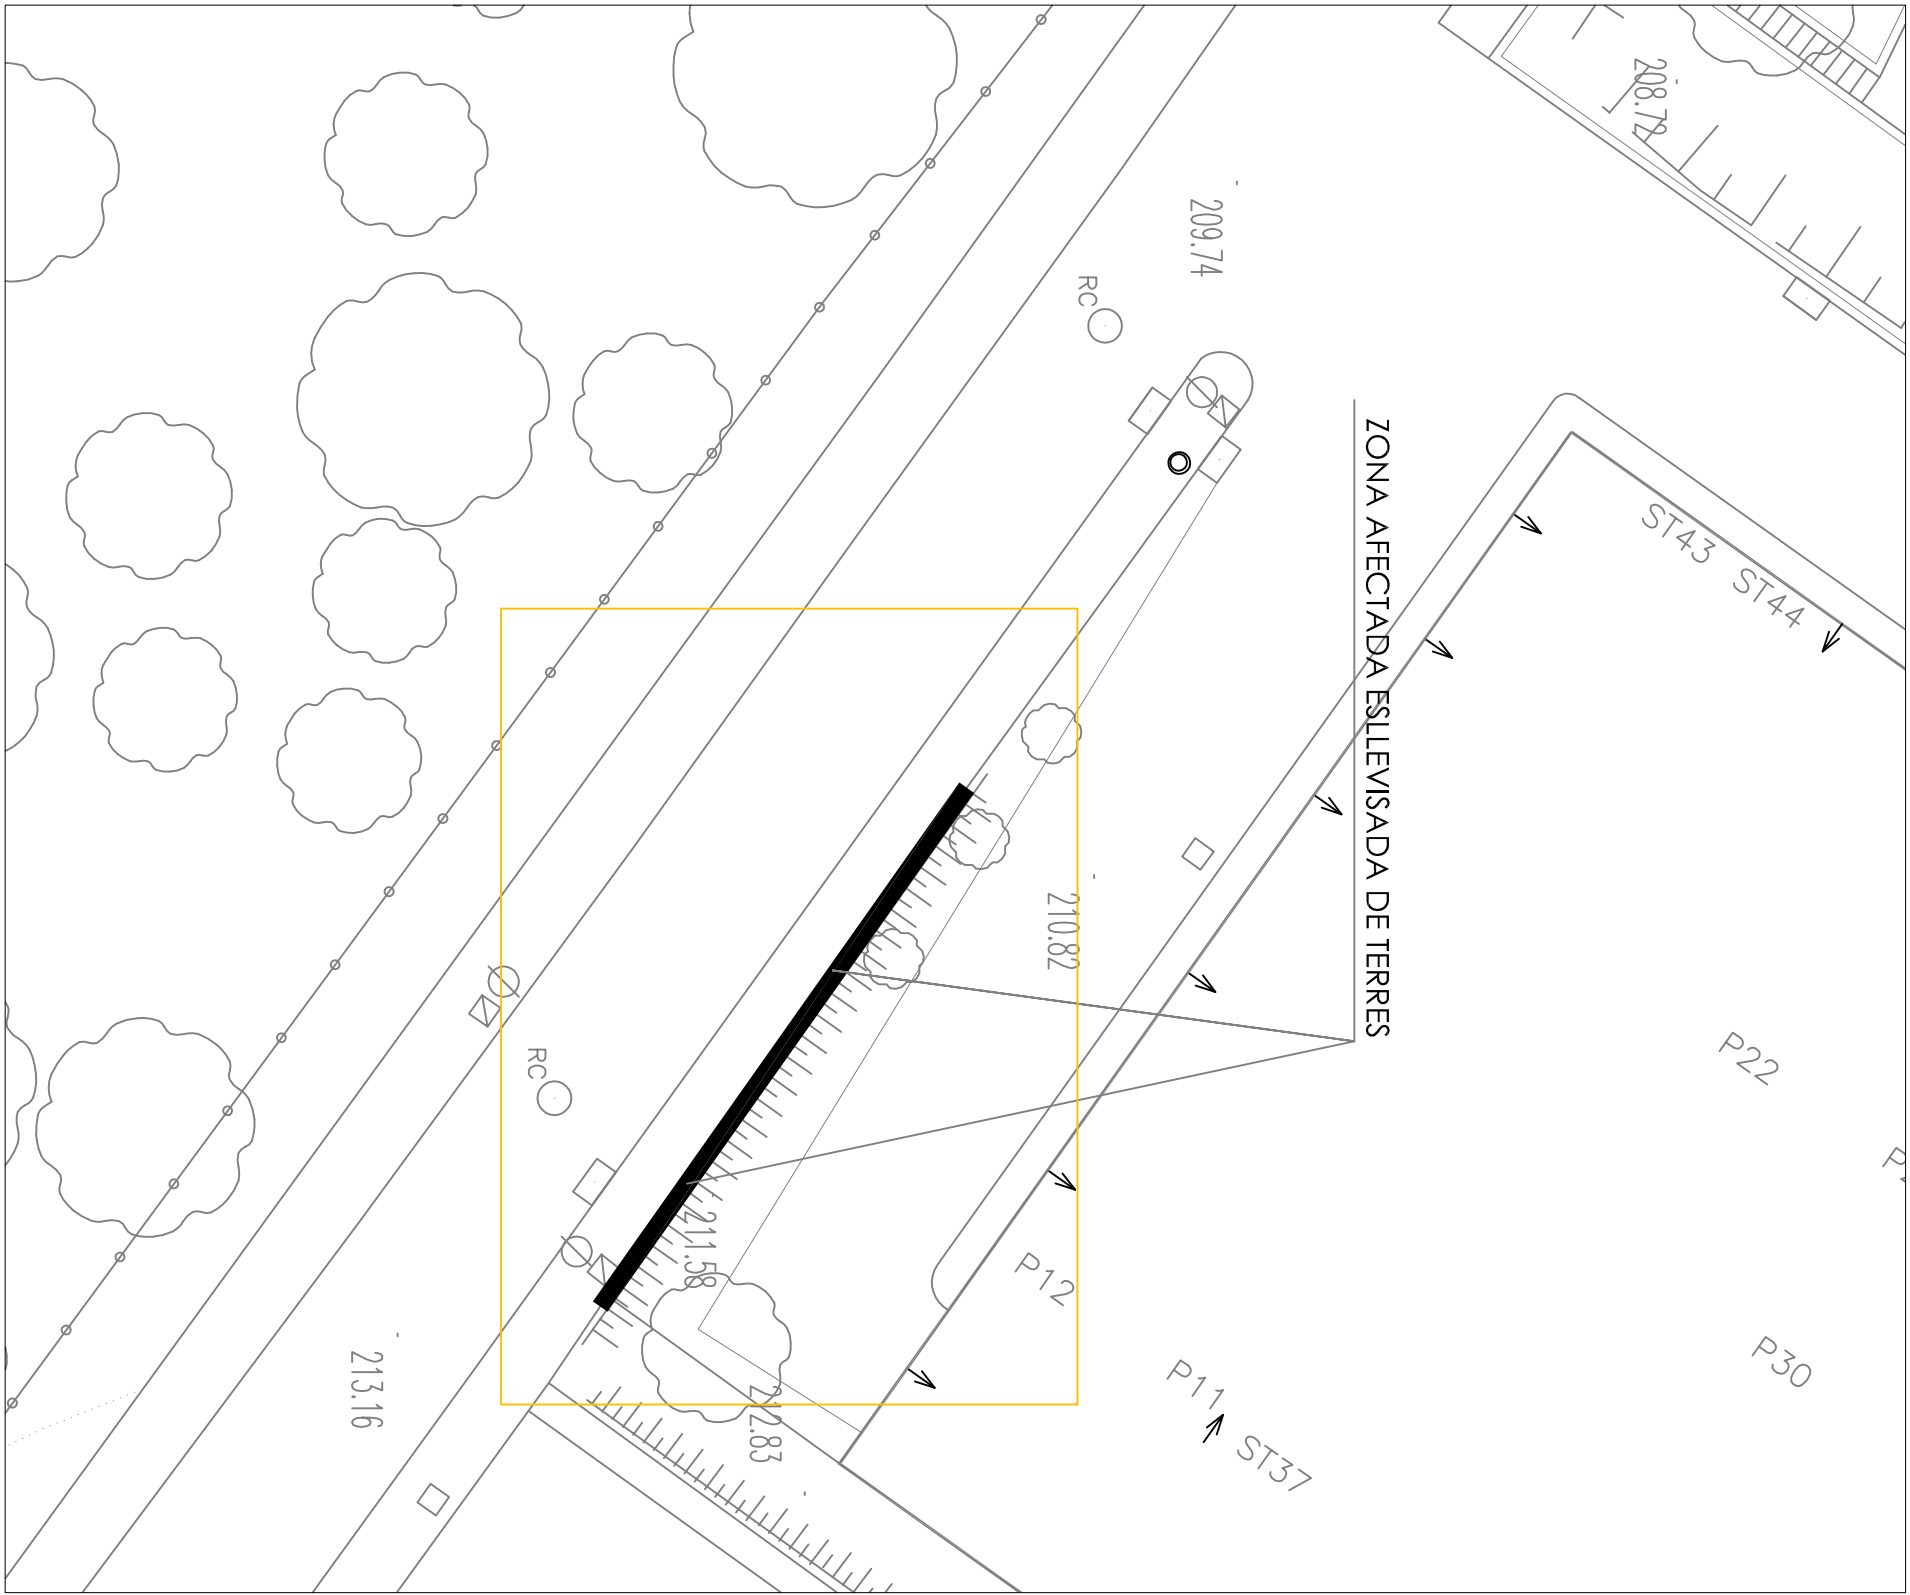 208.72
209.74
Rc
ZONA AFECTADA ESLLEVISADA DE TERRES
ST43
ST44
210.82
P22
Rc
211.58
P12
213.16
212.83
P11
P30
ST37